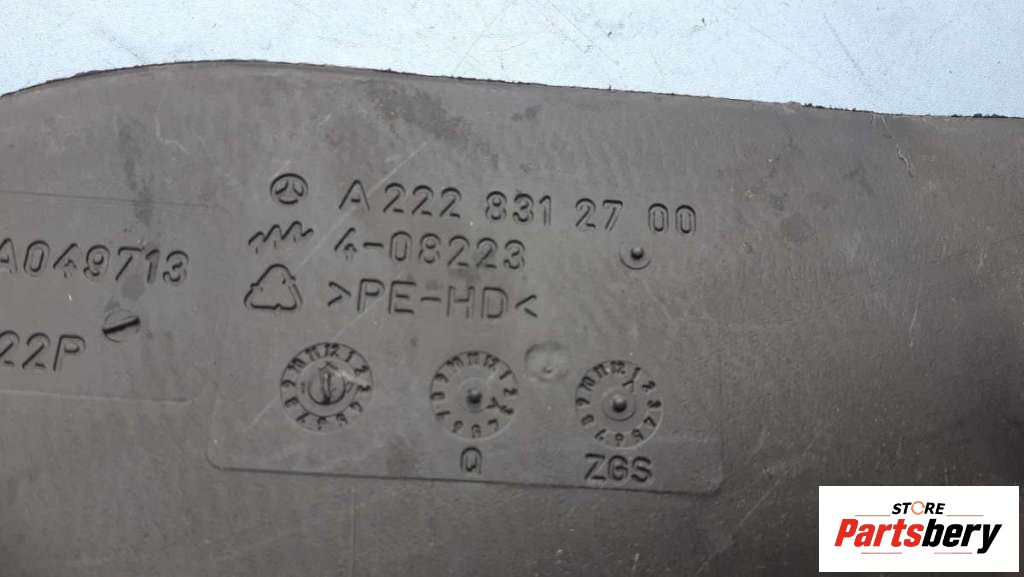 A 222 831 27 00
A049713
4-08223
>PE-HD<
22P
Q
ZGS
STORE
Partsbery